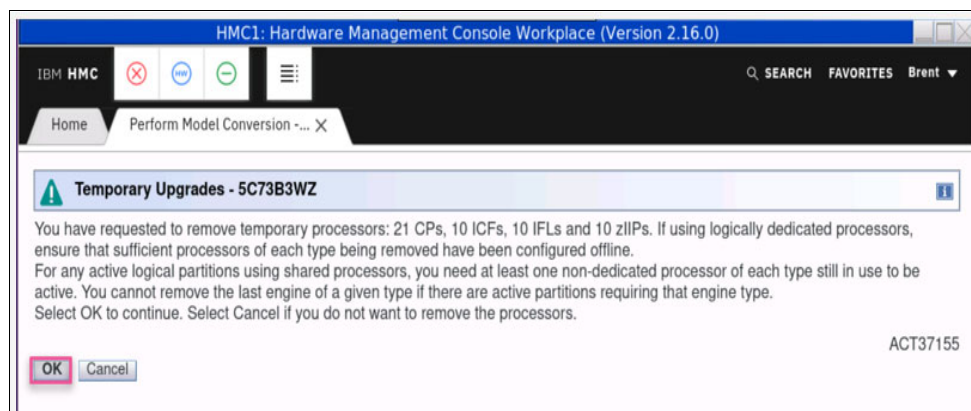 HMC1: Hardware Management Console Workplace (Version 2.16.0)
IBM HMC HW SEARCH FAVORITES Brent
Home Perform Model Conversion -... X
Temporary Upgrades - 5C73B3WZ i
You have requested to remove temporary processors: 21 CPs, 10 ICFs, 10 IFLs and 10 zIIPs. If using logically dedicated processors,
ensure that sufficient processors of each type being removed have been configured offline.
For any active logical partitions using shared processors, you need at least one non-dedicated processor of each type still in use to be
active. You cannot remove the last engine of a given type if there are active partitions requiring that engine type.
Select OK to continue. Select Cancel if you do not want to remove the processors.
ACT37155
OK Cancel